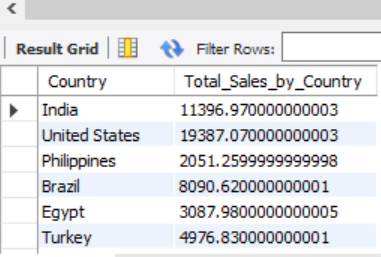 Result Grid Filter Rows:
Country Total_Sales_by_Country
India 11396.970000000003
United States 19387.070000000003
Philippines 2051.2599999999998
Brazil 8090.620000000001
Egypt 3087.9800000000005
Turkey 4976.830000000001